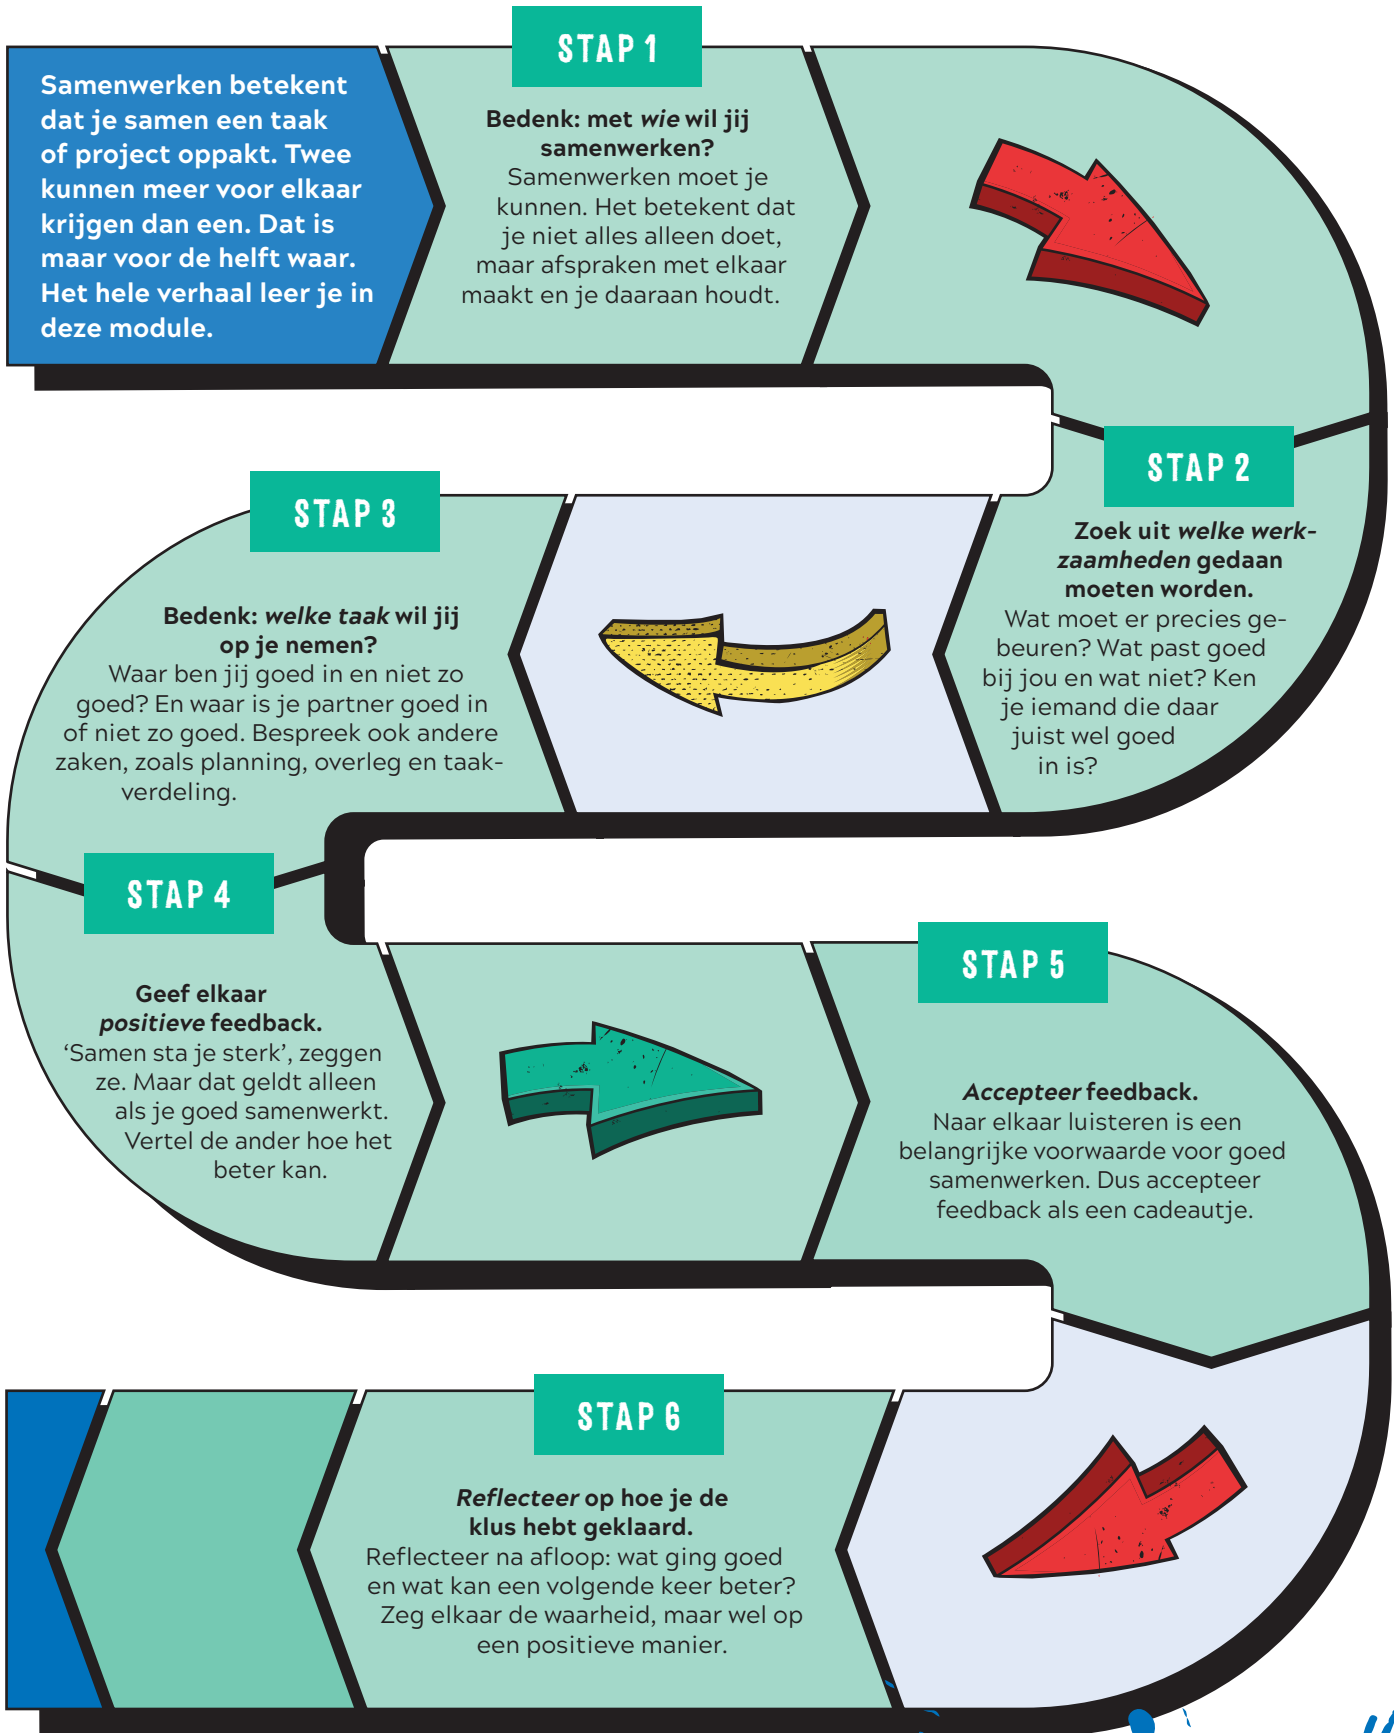 Samenwerken betekent
dat je samen een taak
of project oppakt. Twee
kunnen meer voor elkaar
krijgen dan een. Dat is
maar voor de helft waar.
Het hele verhaal leer je in
deze module.
STAP 1
Bedenk: met wie wil jij
samenwerken?
Samenwerken moet je
kunnen. Het betekent dat
je niet alles alleen doet,
maar afspraken met elkaar
maakt en je daaraan houdt.
STAP 2
Zoek uit welke werk-
zaamheden gedaan
moeten worden.
Wat moet er precies ge-
beuren? Wat past goed
bij jou en wat niet? Ken
je iemand die daar
juist wel goed
in is?
STAP 3
Bedenk: welke taak wil jij
op je nemen?
Waar ben jij goed in en niet zo
goed? En waar is je partner goed in
of niet zo goed. Bespreek ook andere
zaken, zoals planning, overleg en taak-
verdeling.
STAP 4
Geef elkaar
positieve feedback.
‘Samen sta je sterk’, zeggen
ze. Maar dat geldt alleen
als je goed samenwerkt.
Vertel de ander hoe het
beter kan.
STAP 5
Accepteer feedback.
Naar elkaar luisteren is een
belangrijke voorwaarde voor goed
samenwerken. Dus accepteer
feedback als een cadeautje.
STAP 6
Reflecteer op hoe je de
klus hebt geklaard.
Reflecteer na afloop: wat ging goed
en wat kan een volgende keer beter?
Zeg elkaar de waarheid, maar wel op
een positieve manier.